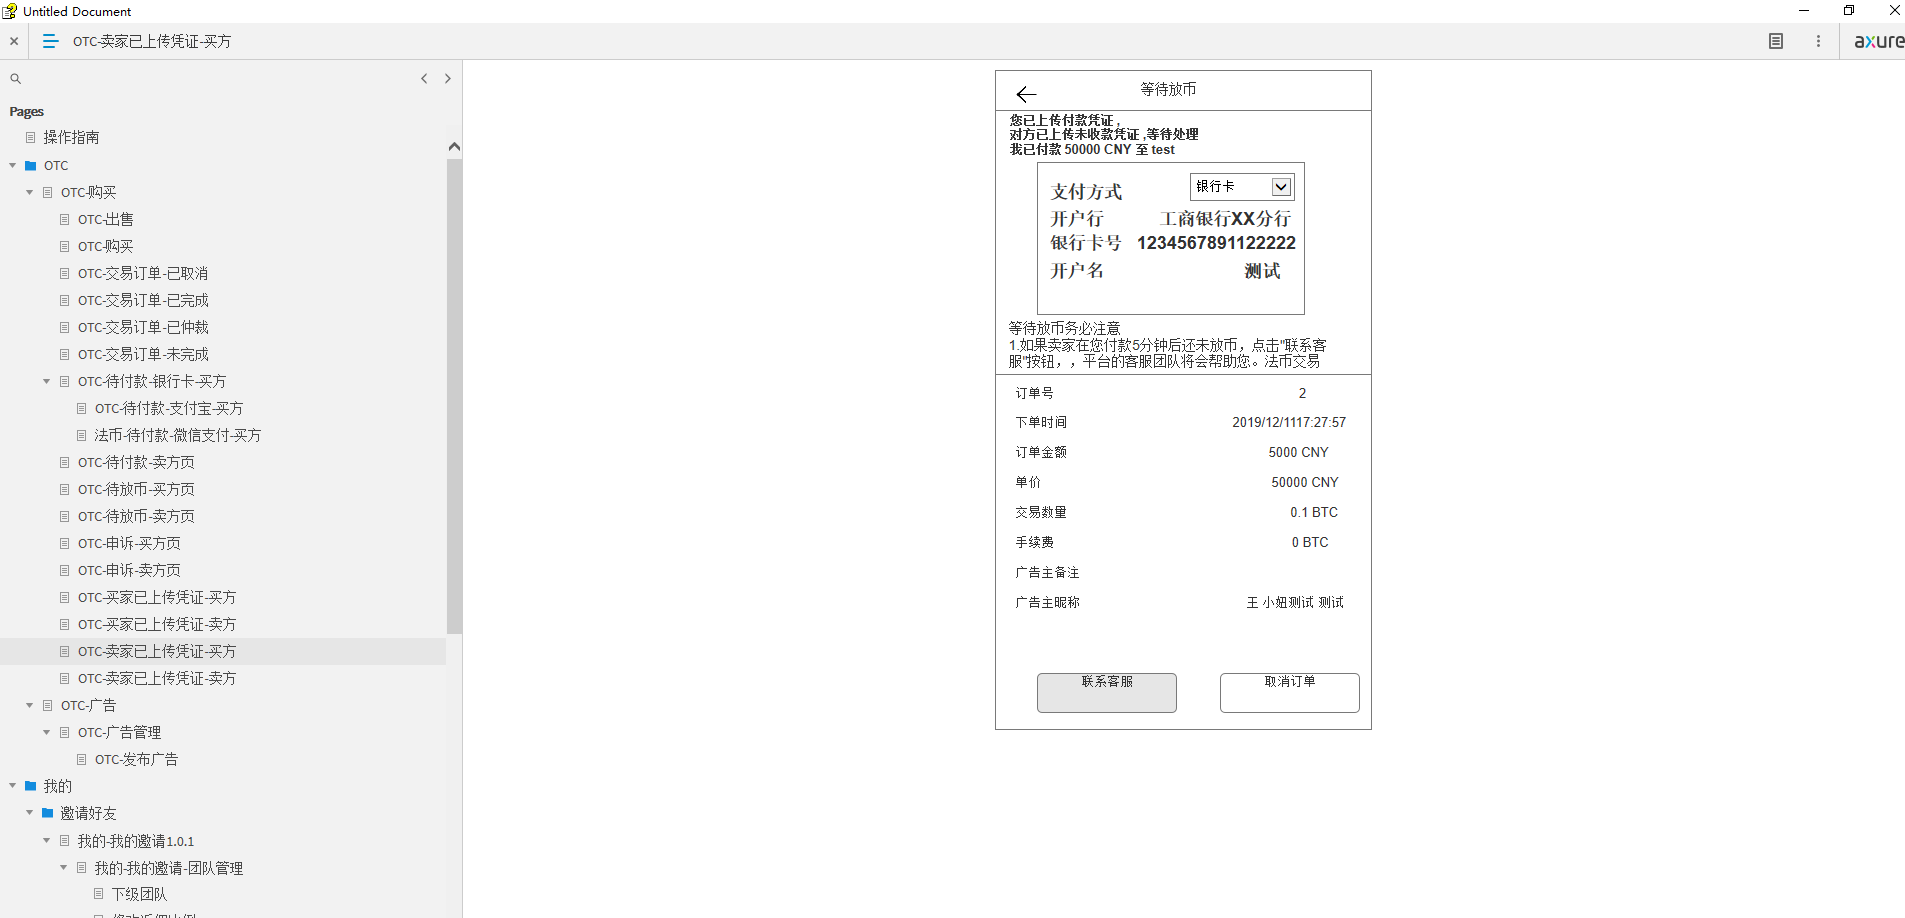 Untitled Document
OTC-卖家已上传凭证-买方
axure
Pages
操作指南
OTC
OTC-购买
OTC-出售
OTC-购买
OTC-交易订单-已取消
OTC-交易订单-已完成
OTC-交易订单-已仲裁
OTC-交易订单-未完成
OTC-待付款-银行卡-买方
OTC-待付款-支付宝-买方
法币-待付款-微信支付-买方
OTC-待付款-卖方页
OTC-待放币-买方页
OTC-待放币-卖方页
OTC-申诉-买方页
OTC-申诉-卖方页
OTC-买家已上传凭证-买方
OTC-买家已上传凭证-卖方
OTC-卖家已上传凭证-买方
OTC-卖家已上传凭证-卖方
OTC-广告
OTC-广告管理
OTC-发布广告
我的
邀请好友
我的-我的邀请1.0.1
我的-我的邀请-团队管理
下级团队
等待放币
您已上传付款凭证 ,
对方已上传未收款凭证 ,等待处理
我已付款 50000 CNY 至 test
支付方式 银行卡
开户行 工商银行XX分行
银行卡号 1234567891122222
开户名 测试
等待放币务必注意
1.如果卖家在您付款5分钟后还未放币，点击"联系客
服"按钮，，平台的客服团队将会帮助您。法币交易
订单号 2
下单时间 2019/12/1117:27:57
订单金额 5000 CNY
单价 50000 CNY
交易数量 0.1 BTC
手续费 0 BTC
广告主备注
广告主昵称 王 小妞测试 测试
联系客服 取消订单